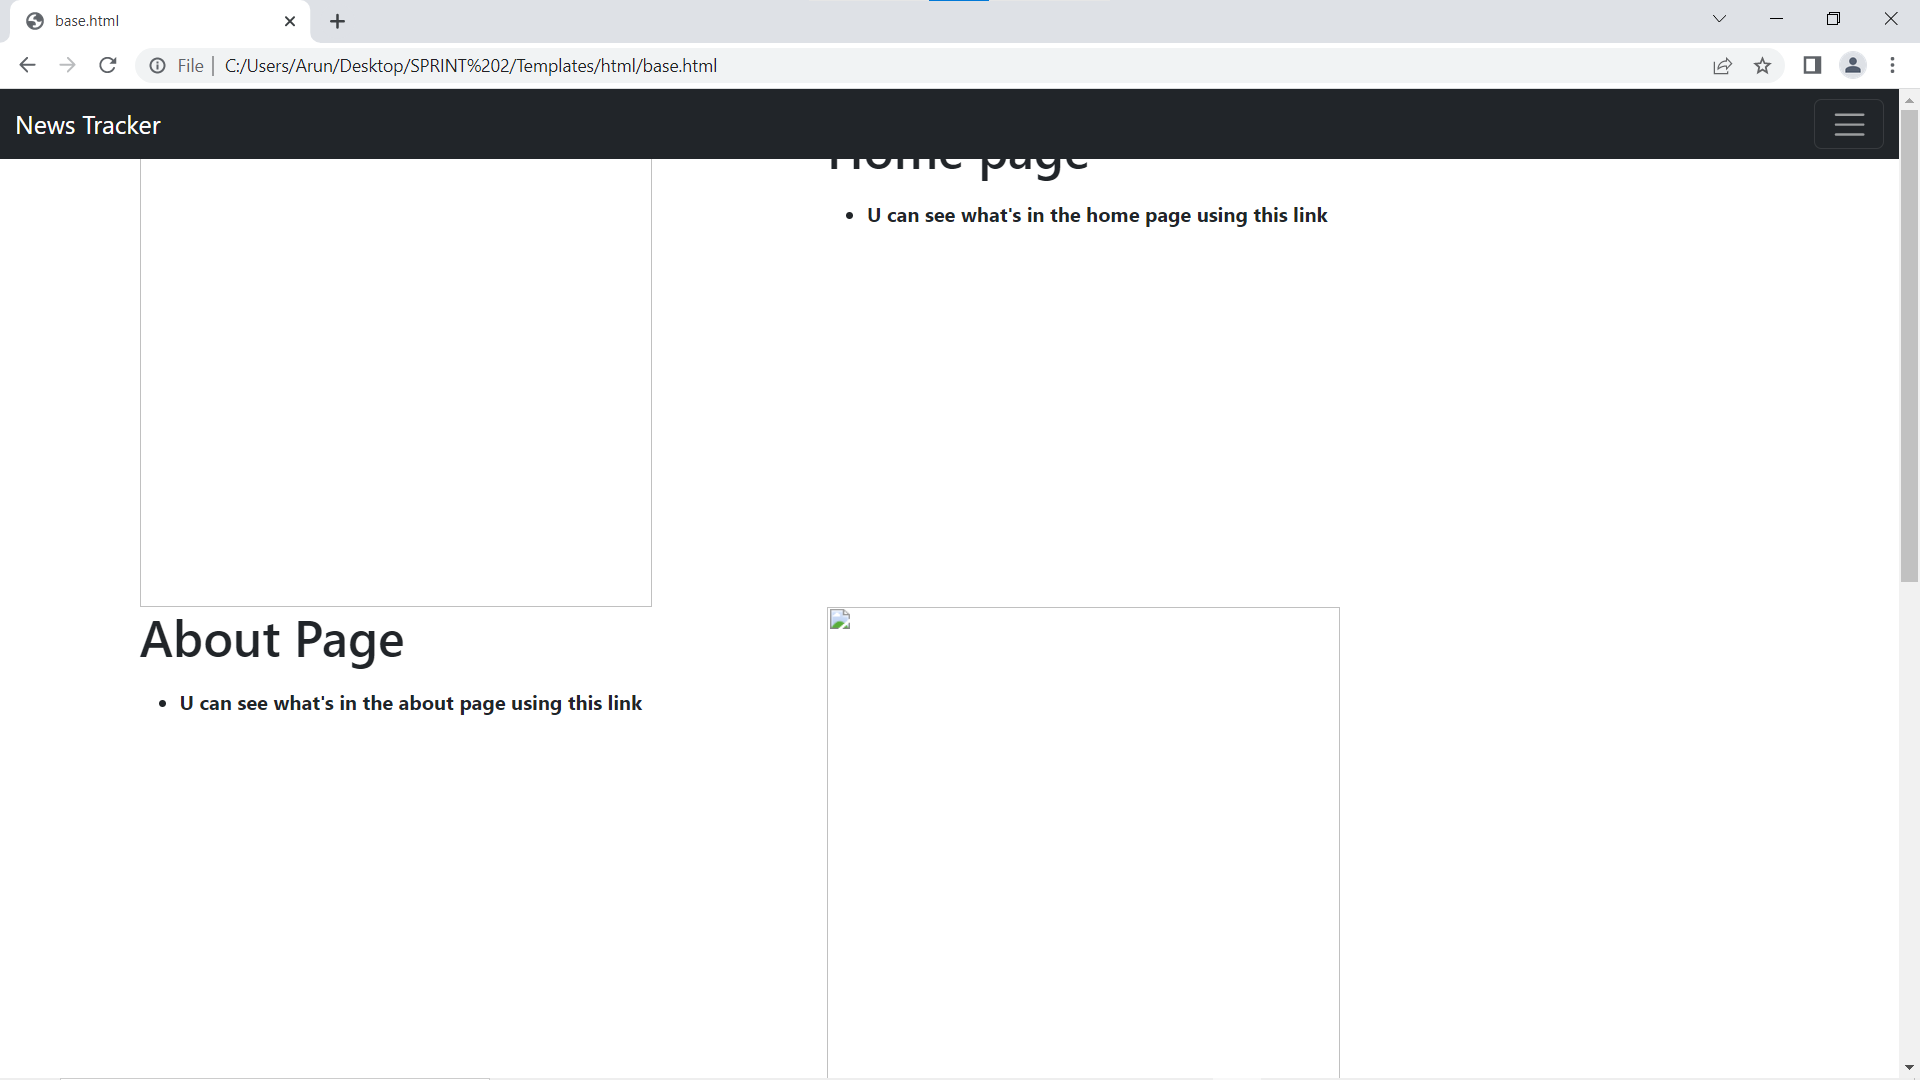 base.html
File
C:/Users/Arun/Desktop/SPRINT%202/Templates/html/base.html
News Tracker
Home page
U can see what's in the home page using this link
About Page
U can see what's in the about page using this link